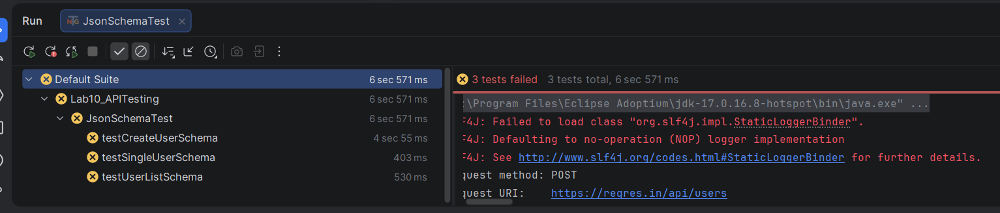 Run
JsonSchemaTest
Default Suite 6 sec 571 ms
Lab10_APITesting 6 sec 571 ms
JsonSchemaTest 6 sec 571 ms
testCreateUserSchema 4 sec 55 ms
testSingleUserSchema 403 ms
testUserListSchema 530 ms
3 tests failed 3 tests total, 6 sec 571 ms
:\Program Files\Eclipse Adoptium\jdk-17.0.16.8-hotspot\bin\java.exe" ...
F4J: Failed to load class "org.slf4j.impl.StaticLoggerBinder".
F4J: Defaulting to no-operation (NOP) logger implementation
F4J: See http://www.slf4j.org/codes.html#StaticLoggerBinder for further details.
quest method: POST
quest URI: https://reqres.in/api/users